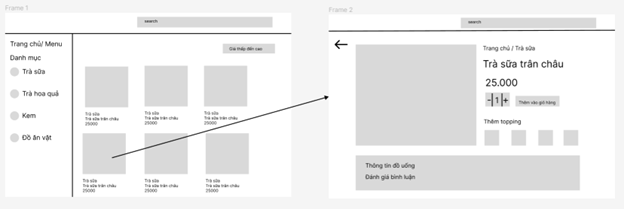 Frame 1
search
Trang chủ/ Menu
Danh mục
Trà sữa
Trà hoa quả
Kem
Đồ ăn vặt
Giá thấp đến cao
Trà sữa
Trà sữa trân châu
25000
Trà sữa
Trà sữa trân châu
25000
Trà sữa
Trà sữa trân châu
25000
Trà sữa
Trà sữa trân châu
25000
Trà sữa
Trà sữa trân châu
25000
Trà sữa
Trà sữa trân châu
25000
Frame 2
search
Trang chủ / Trà sữa
Trà sữa trân châu
25.000
-|1|+
Thêm vào giỏ hàng
Thêm topping
Thông tin đồ uống
Đánh giá bình luận